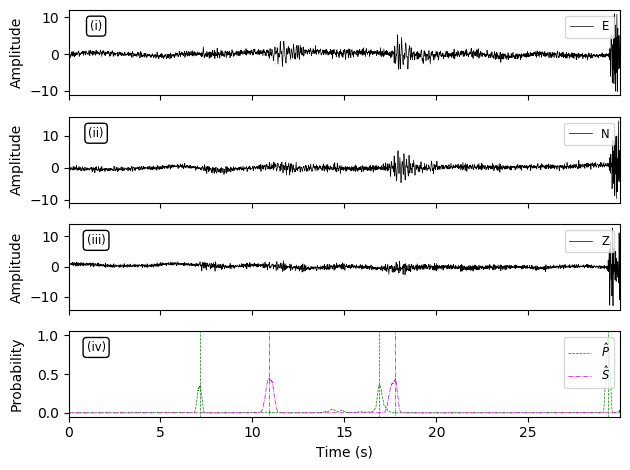 (i)
E
Amplitude
10
0
−10
(ii)
N
Amplitude
10
0
−10
(iii)
Z
Amplitude
10
0
−10
(iv)
P̂
Ŝ
Probability
1.0
0.5
0.0
0 5 10 15 20 25
Time (s)